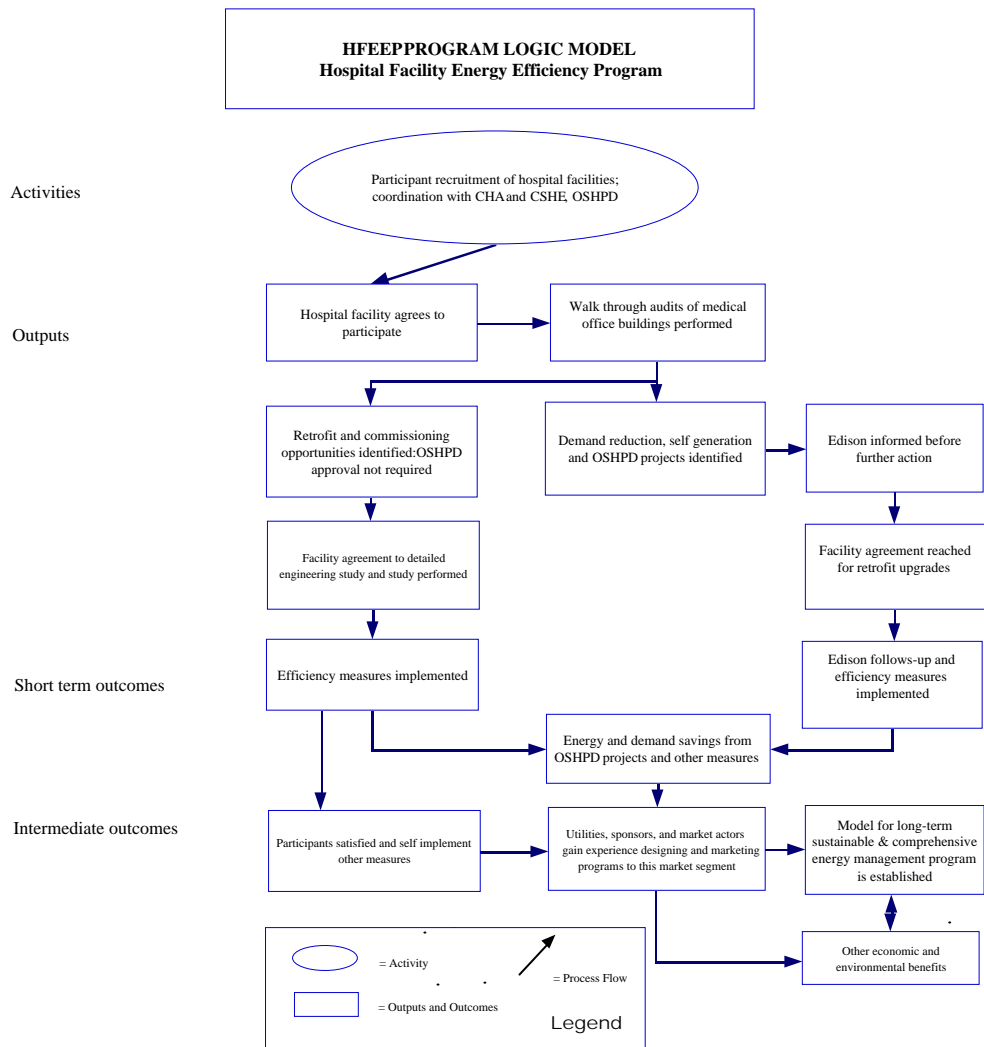 HFEEPPROGRAM LOGIC MODEL
Hospital Facility Energy Efficiency Program
Activities
Participant recruitment of hospital facilities;
coordination with CHA and CSHE, OSHPD
Outputs
Hospital facility agrees to
participate
Walk through audits of medical
office buildings performed
Retrofit and commissioning
opportunities identified:OSHPD
approval not required
Demand reduction, self generation
and OSHPD projects identified
Edison informed before
further action
Facility agreement to detailed
engineering study and study performed
Facility agreement reached
for retrofit upgrades
Short term outcomes
Efficiency measures implemented
Edison follows-up and
efficiency measures
implemented
Energy and demand savings from
OSHPD projects and other measures
Intermediate outcomes
Participants satisfied and self implement
other measures
Utilities, sponsors, and market actors
gain experience designing and marketing
programs to this market segment
Model for long-term
sustainable & comprehensive
energy management program
is established
Other economic and
environmental benefits
= Activity
= Process Flow
= Outputs and Outcomes
Legend